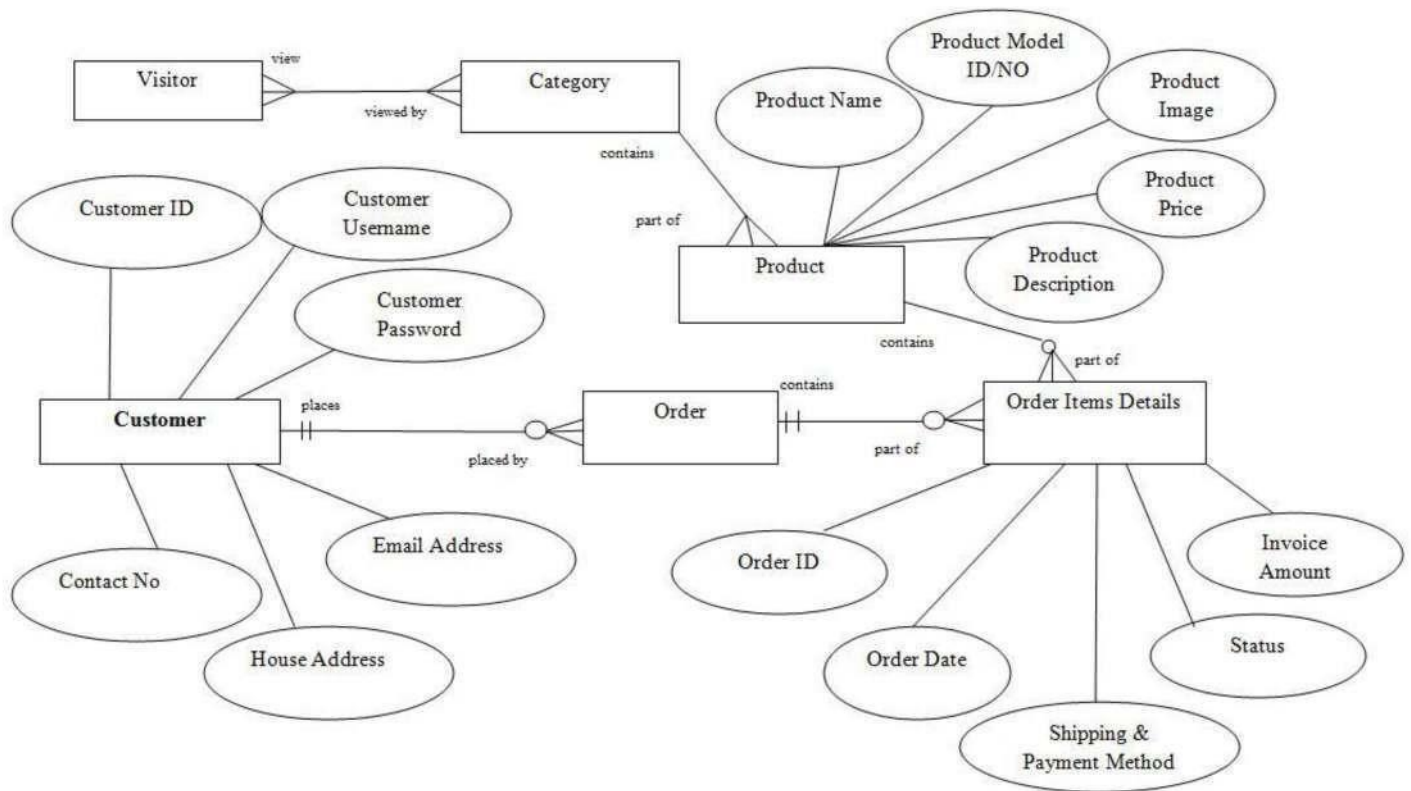 Product Model
ID/NO
view
Visitor
Category
Product
Image
Product Name
viewed by
contains
Customer ID
Customer
Username
Product
Price
part of
Product
Product
Description
Customer
Password
contains
part of
contains
Customer
places
Order
Order Items Details
placed by
part of
Email Address
Order ID
Invoice
Amount
Contact No
House Address
Order Date
Status
Shipping &
Payment Method